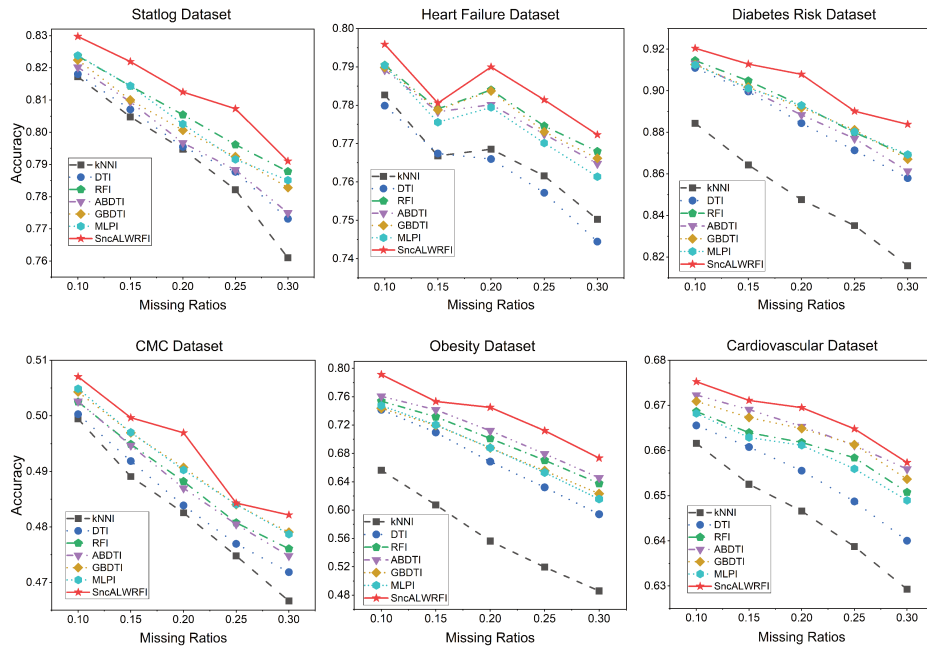 Statlog Dataset
0.83
0.82
0.81
0.80
0.79
0.78
0.77
0.76
Accuracy
kNNI
DTI
RFI
ABDTI
GBDTI
MLPI
SncALWRFI
0.10 0.15 0.20 0.25 0.30
Missing Ratios
Heart Failure Dataset
0.80
0.79
0.78
0.77
0.76
0.75
0.74
kNNI
DTI
RFI
ABDTI
GBDTI
MLPI
SncALWRFI
0.10 0.15 0.20 0.25 0.30
Missing Ratios
Diabetes Risk Dataset
0.92
0.90
0.88
0.86
0.84
0.82
kNNI
DTI
RFI
ABDTI
GBDTI
MLPI
SncALWRFI
0.10 0.15 0.20 0.25 0.30
Missing Ratios
CMC Dataset
0.51
0.50
0.49
0.48
0.47
Accuracy
kNNI
DTI
RFI
ABDTI
GBDTI
MLPI
SncALWRFI
0.10 0.15 0.20 0.25 0.30
Missing Ratios
Obesity Dataset
0.80
0.76
0.72
0.68
0.64
0.60
0.56
0.52
0.48
kNNI
DTI
RFI
ABDTI
GBDTI
MLPI
SncALWRFI
0.10 0.15 0.20 0.25 0.30
Missing Ratios
Cardiovascular Dataset
0.68
0.67
0.66
0.65
0.64
0.63
kNNI
DTI
RFI
ABDTI
GBDTI
MLPI
SncALWRFI
0.10 0.15 0.20 0.25 0.30
Missing Ratios